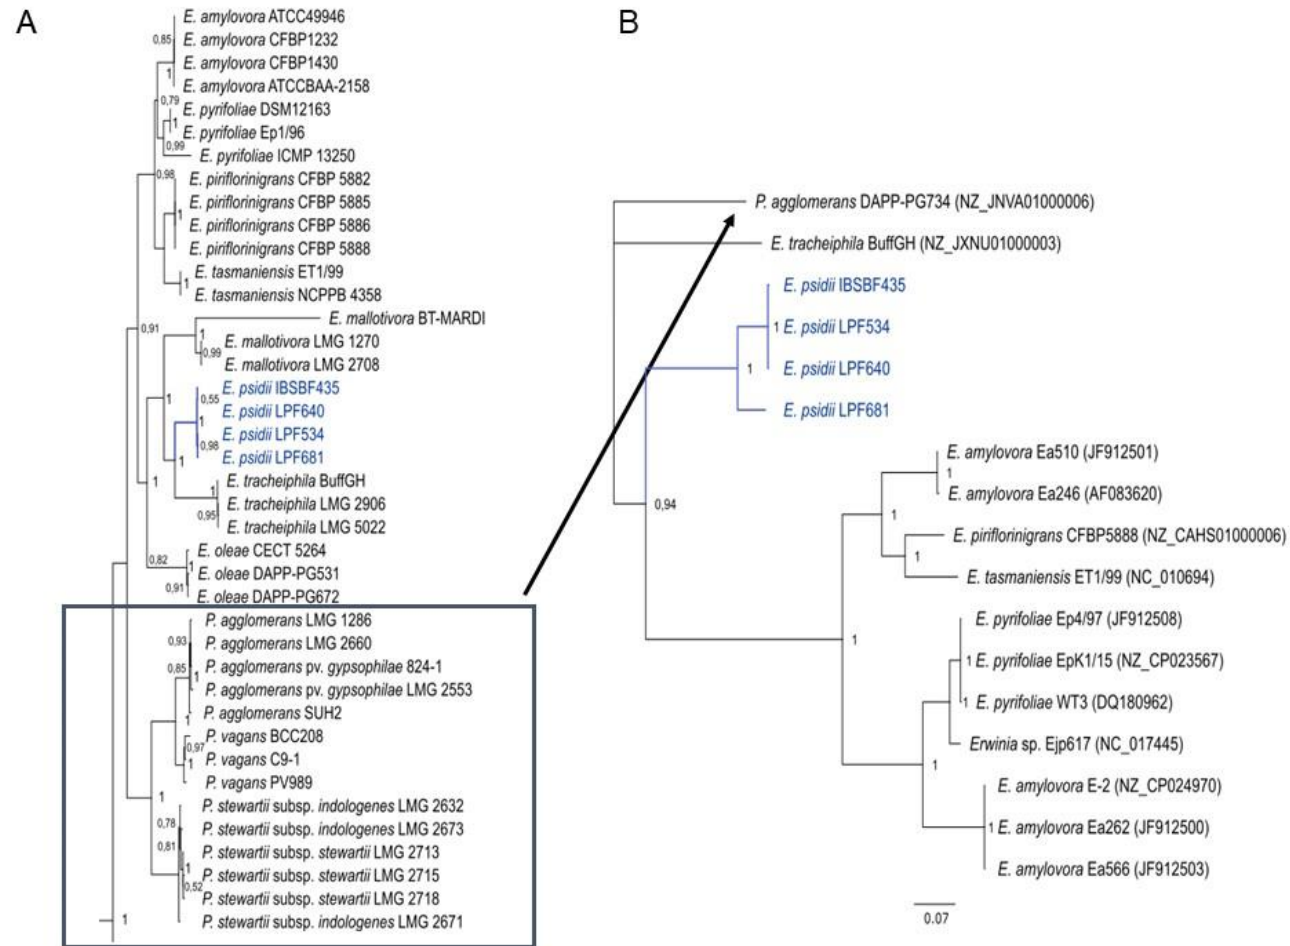 A
E. amylovora ATCC49946
0,85
E. amylovora CFBP1232
E. amylovora CFBP1430
1
E. amylovora ATCCBAA-2158
0,79
E. pyrifoliae DSM12163
1
E. pyrifoliae Ep1/96
0,99
E. pyrifoliae ICMP 13250
0,98
E. piriflorinigrans CFBP 5882
E. piriflorinigrans CFBP 5885
1
E. piriflorinigrans CFBP 5886
E. piriflorinigrans CFBP 5888
E. tasmaniensis ET1/99
1
E. tasmaniensis NCPPB 4358
E. mallotivora BT-MARDI
0,91
1
E. mallotivora LMG 1270
0,99
E. mallotivora LMG 2708
E. psidii IBSBF435
0,55
1
E. psidii LPF640
1
E. psidii LPF534
0,98
E. psidii LPF681
1
E. tracheiphila BuffGH
1
1
E. tracheiphila LMG 2906
0,95
E. tracheiphila LMG 5022
E. oleae CECT 5264
0,82
1
E. oleae DAPP-PG531
0,91
E. oleae DAPP-PG672
P. agglomerans LMG 1286
0,93
P. agglomerans LMG 2660
0,85
P. agglomerans pv. gypsophilae 824-1
1
P. agglomerans pv. gypsophilae LMG 2553
P. agglomerans SUH2
1
P. vagans BCC208
0,97
P. vagans C9-1
1
P. vagans PV989
1
P. stewartii subsp. indologenes LMG 2632
0,78
P. stewartii subsp. indologenes LMG 2673
0,81
P. stewartii subsp. stewartii LMG 2713
1
P. stewartii subsp. stewartii LMG 2715
0,52
P. stewartii subsp. stewartii LMG 2718
1
P. stewartii subsp. indologenes LMG 2671
B
P. agglomerans DAPP-PG734 (NZ_JNVA01000006)
E. tracheiphila BuffGH (NZ_JXNU01000003)
E. psidii IBSBF435
1
E. psidii LPF534
1
E. psidii LPF640
E. psidii LPF681
0,94
E. amylovora Ea510 (JF912501)
1
E. amylovora Ea246 (AF083620)
1
E. piriflorinigrans CFBP5888 (NZ_CAHS01000006)
1
E. tasmaniensis ET1/99 (NC_010694)
1
E. pyrifoliae Ep4/97 (JF912508)
1
E. pyrifoliae EpK1/15 (NZ_CP023567)
1
E. pyrifoliae WT3 (DQ180962)
Erwinia sp. Ejp617 (NC_017445)
1
E. amylovora E-2 (NZ_CP024970)
1
E. amylovora Ea262 (JF912500)
E. amylovora Ea566 (JF912503)
0.07